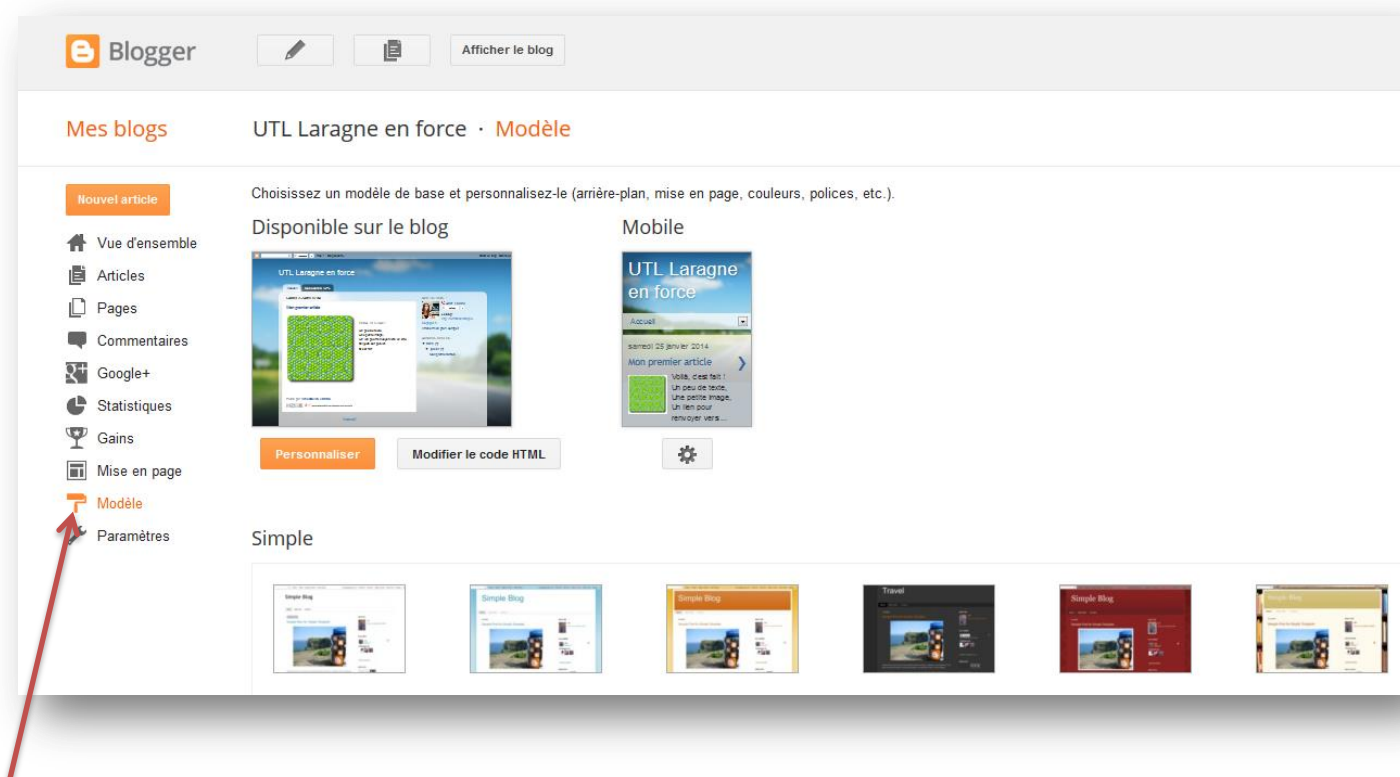 Blogger
Afficher le blog
Mes blogs
UTL Laragne en force · Modèle
Nouvel article
Vue d'ensemble
Articles
Pages
Commentaires
Google+
Statistiques
Gains
Mise en page
Modèle
Paramètres
Choisissez un modèle de base et personnalisez-le (arrière-plan, mise en page, couleurs, polices, etc.).
Disponible sur le blog
UTL Laragne en force
Mon premier article
Personnaliser
Modifier le code HTML
Mobile
UTL Laragne
en force
Accueil
samedi 25 janvier 2014
Mon premier article
Voilà, c'est fait !
Un peu de texte,
Une petite image,
Un lien pour
renvoyer vers...
Simple
Simple Blog
Simple Blog
Simple Blog
Travel
Simple Blog
Simple Blog